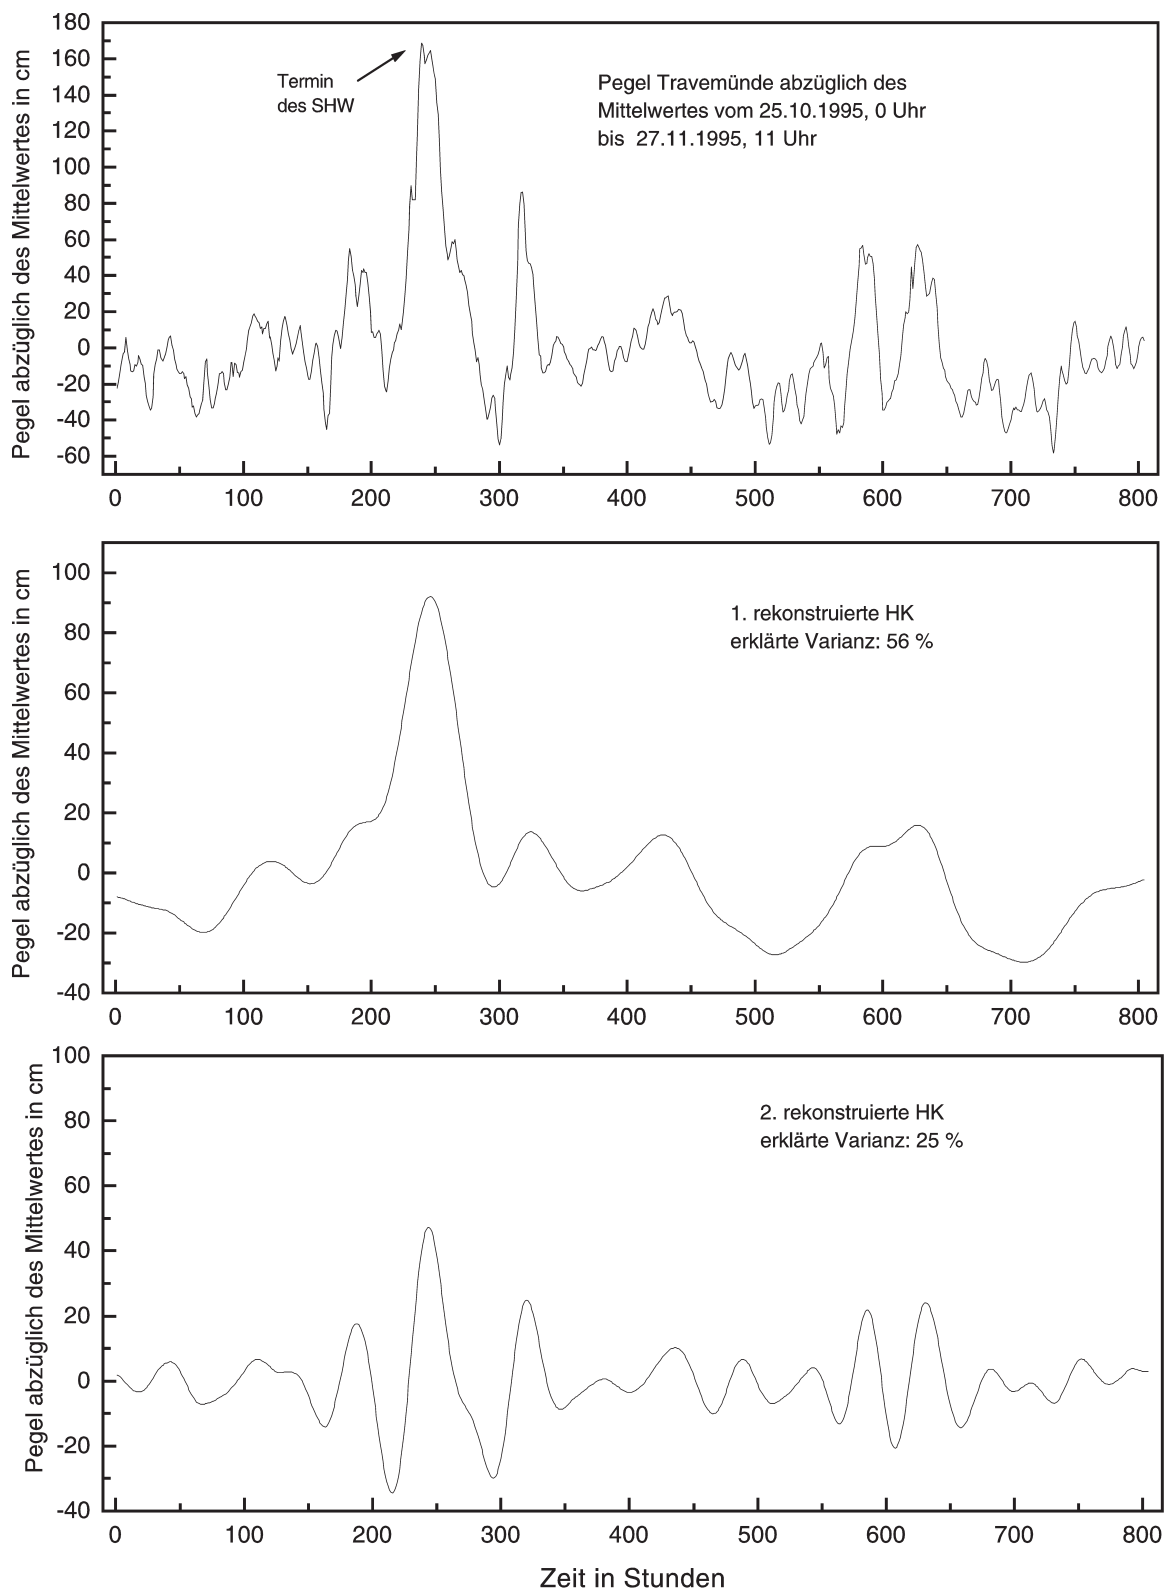 Pegel abzüglich des Mittelwertes in cm
180
160
140
120
100
80
60
40
20
0
-20
-40
-60
Termin
des SHW
Pegel Travemünde abzüglich des
Mittelwertes vom 25.10.1995, 0 Uhr
bis 27.11.1995, 11 Uhr
0 100 200 300 400 500 600 700 800
Pegel abzüglich des Mittelwertes in cm
100
80
60
40
20
0
-20
-40
1. rekonstruierte HK
erklärte Varianz: 56 %
0 100 200 300 400 500 600 700 800
Pegel abzüglich des Mittelwertes in cm
100
80
60
40
20
0
-20
-40
2. rekonstruierte HK
erklärte Varianz: 25 %
0 100 200 300 400 500 600 700 800
Zeit in Stunden